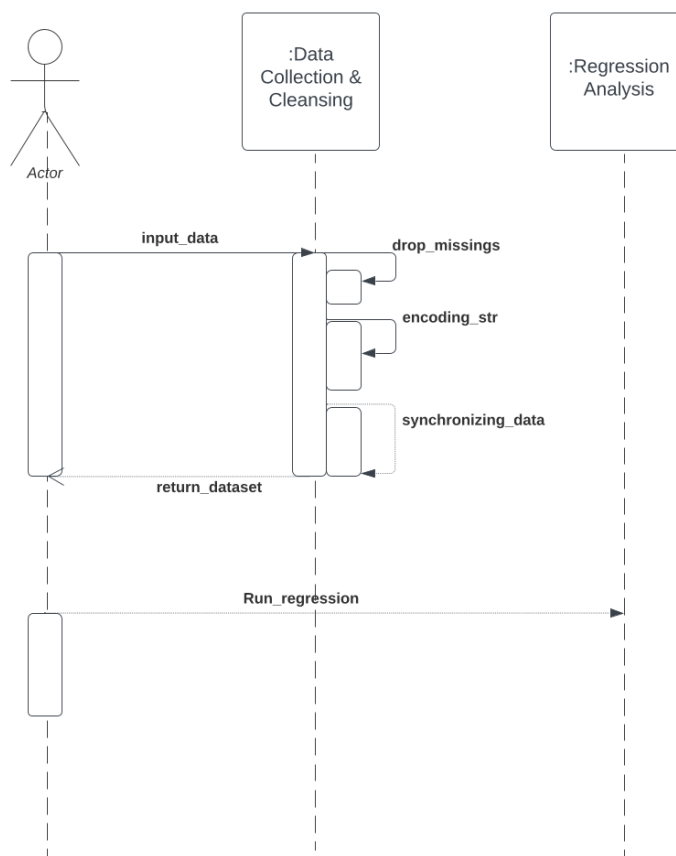 :Data
Collection &
Cleansing
:Regression
Analysis
Actor
input_data
drop_missings
encoding_str
synchronizing_data
return_dataset
Run_regression